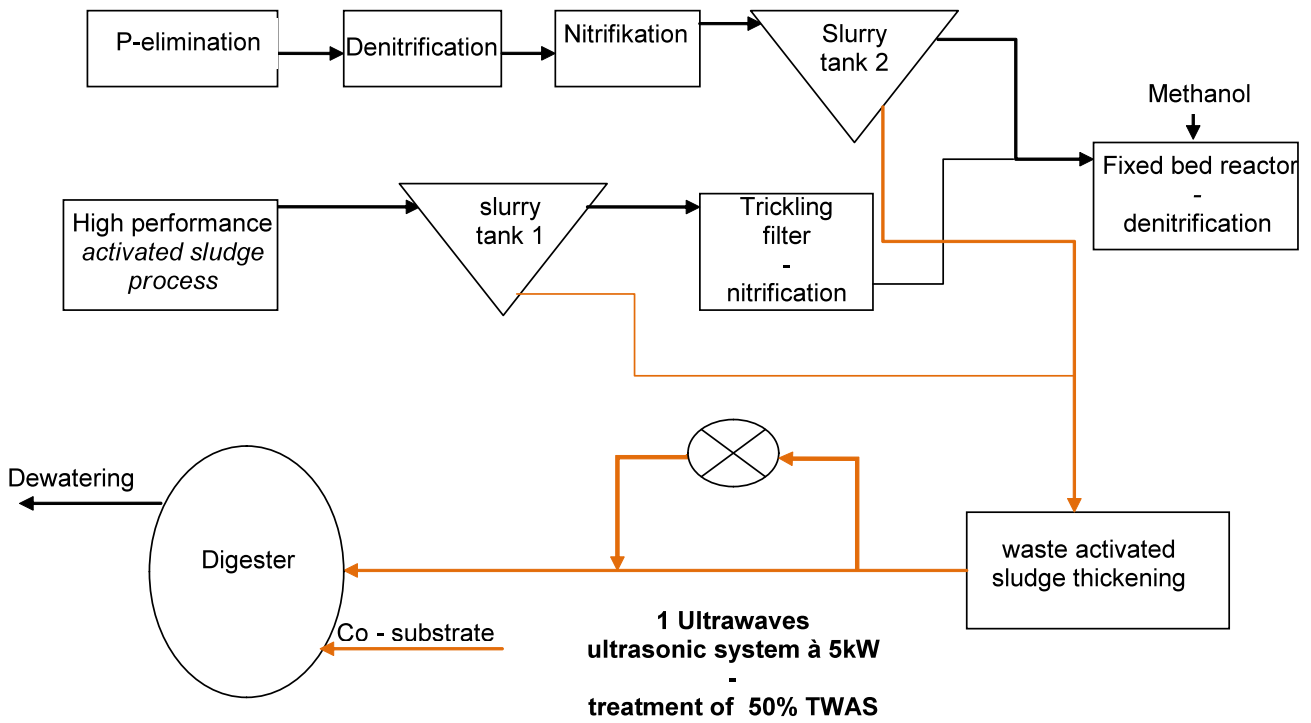 P-elimination
Denitrification
Nitrifikation
Slurry
tank 2
Methanol
Fixed bed reactor
-
denitrification
High performance
activated sludge
process
slurry
tank 1
Trickling
filter
-
nitrification
Dewatering
Digester
waste activated
sludge thickening
Co - substrate
1 Ultrawaves
ultrasonic system à 5kW
-
treatment of 50% TWAS